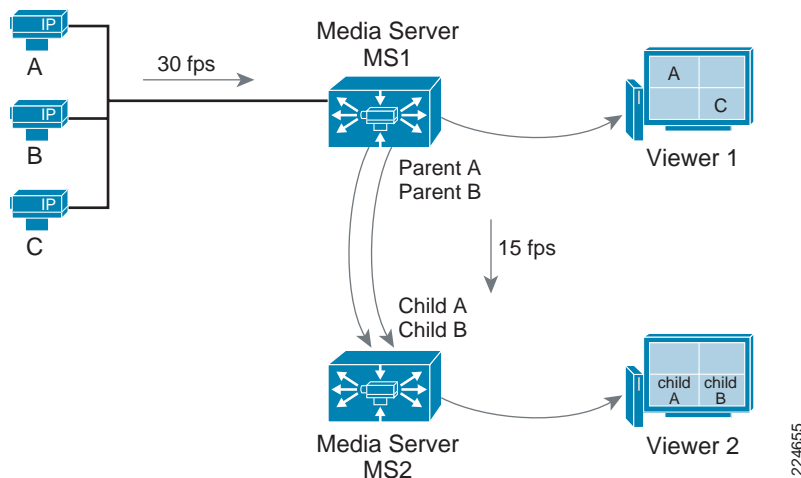 IP
A
30 fps
IP
B
IP
C
Media Server
MS1
A
C
Viewer 1
Parent A
Parent B
15 fps
Child A
Child B
Media Server
MS2
child
A
child
B
Viewer 2
224655